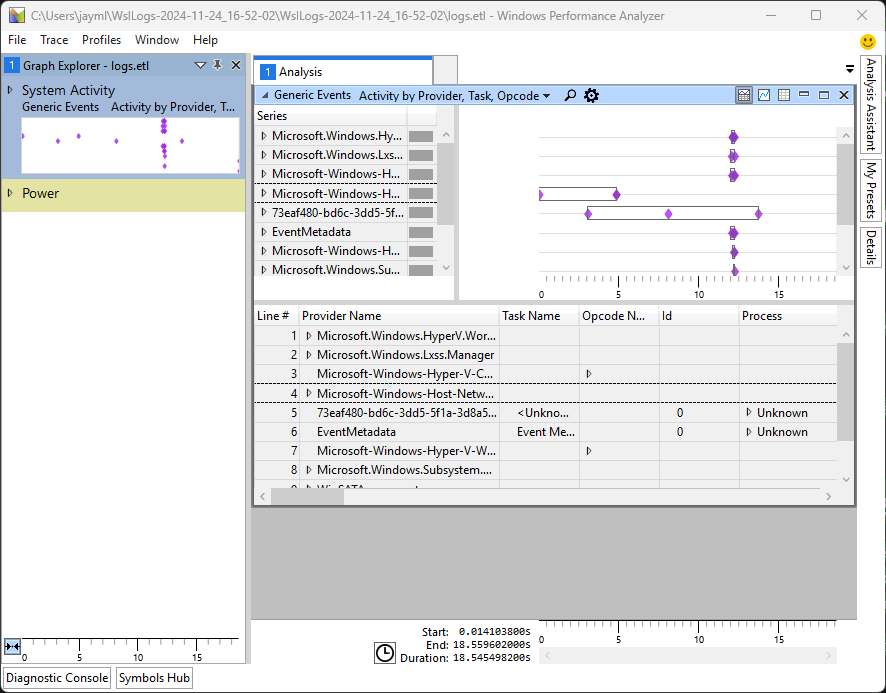 C:\Users\jayml\WslLogs-2024-11-24_16-52-02\WslLogs-2024-11-24_16-52-02\logs.etl - Windows Performance Analyzer
File Trace Profiles Window Help
1 Graph Explorer - logs.etl
System Activity
Generic Events Activity by Provider, T...
Power
0 5 10 15
Diagnostic Console Symbols Hub
1 Analysis
Generic Events Activity by Provider, Task, Opcode
Series
Microsoft.Windows.Hy...
Microsoft.Windows.Lxs...
Microsoft-Windows-H...
Microsoft-Windows-H...
73eaf480-bd6c-3dd5-5f...
EventMetadata
Microsoft-Windows-H...
Microsoft.Windows.Su...
0 5 10 15
Line # Provider Name Task Name Opcode N... Id Process
1 Microsoft.Windows.HyperV.Wor...
2 Microsoft.Windows.Lxss.Manager
3 Microsoft-Windows-Hyper-V-C...
4 Microsoft-Windows-Host-Netw...
5 73eaf480-bd6c-3dd5-5f1a-3d8a5... <Unkno... 0 Unknown
6 EventMetadata Event Me... 0 Unknown
7 Microsoft-Windows-Hyper-V-W...
8 Microsoft.Windows.Subsystem....
Start: 0.014103800s
End: 18.559602000s
Duration: 18.545498200s
0 5 10 15
Analysis Assistant
My Presets
Details